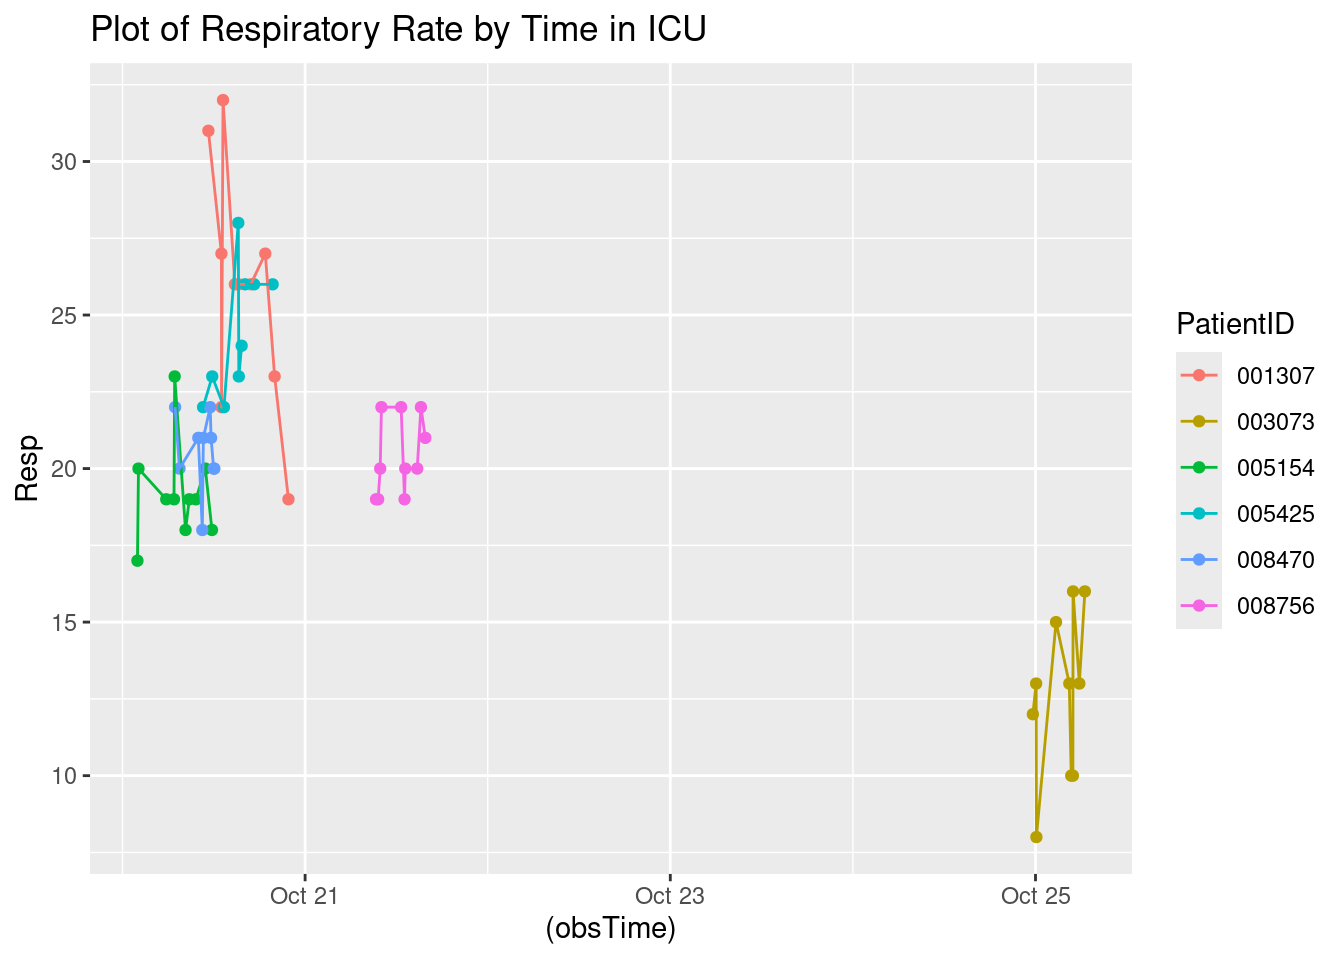 Plot of Respiratory Rate by Time in ICU
30
25
20
15
10
Resp
Oct 21
Oct 23
Oct 25
(obsTime)
PatientID
001307
003073
005154
005425
008470
008756